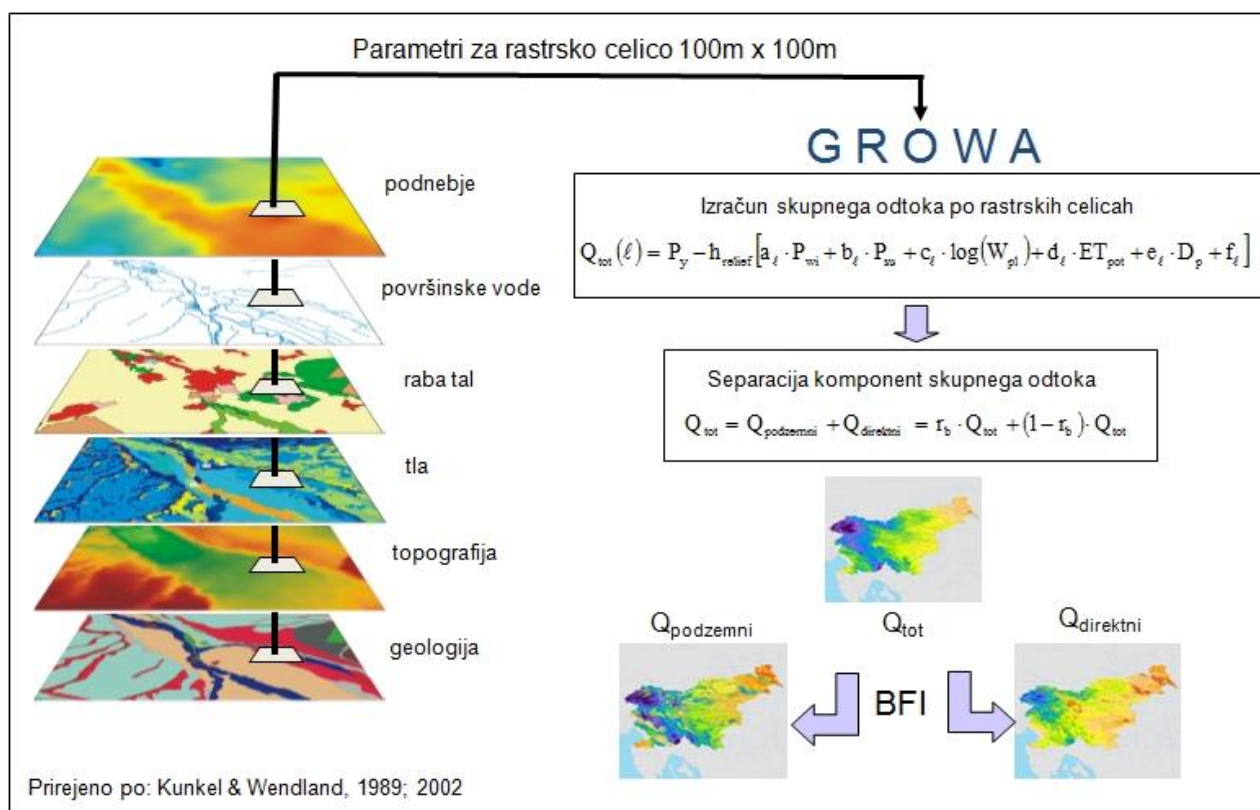 Parametri za rastrsko celico 100m x 100m
podnebje
površinske vode
raba tal
tla
topografija
geologija
G R O W A
Izračun skupnega odtoka po rastrskih celicah
Q_tot(ℓ) = P_y − h_relief[a_ℓ · P_wi + b_ℓ · P_su + c_ℓ · log(W_pl) + d_ℓ · ET_pot + e_ℓ · D_p + f_ℓ]
Separacija komponent skupnega odtoka
Q_tot = Q_podzemni + Q_direktni = r_b · Q_tot + (1 − r_b) · Q_tot
Q_podzemni
Q_tot
Q_direktni
BFI
Prirejeno po: Kunkel & Wendland, 1989; 2002